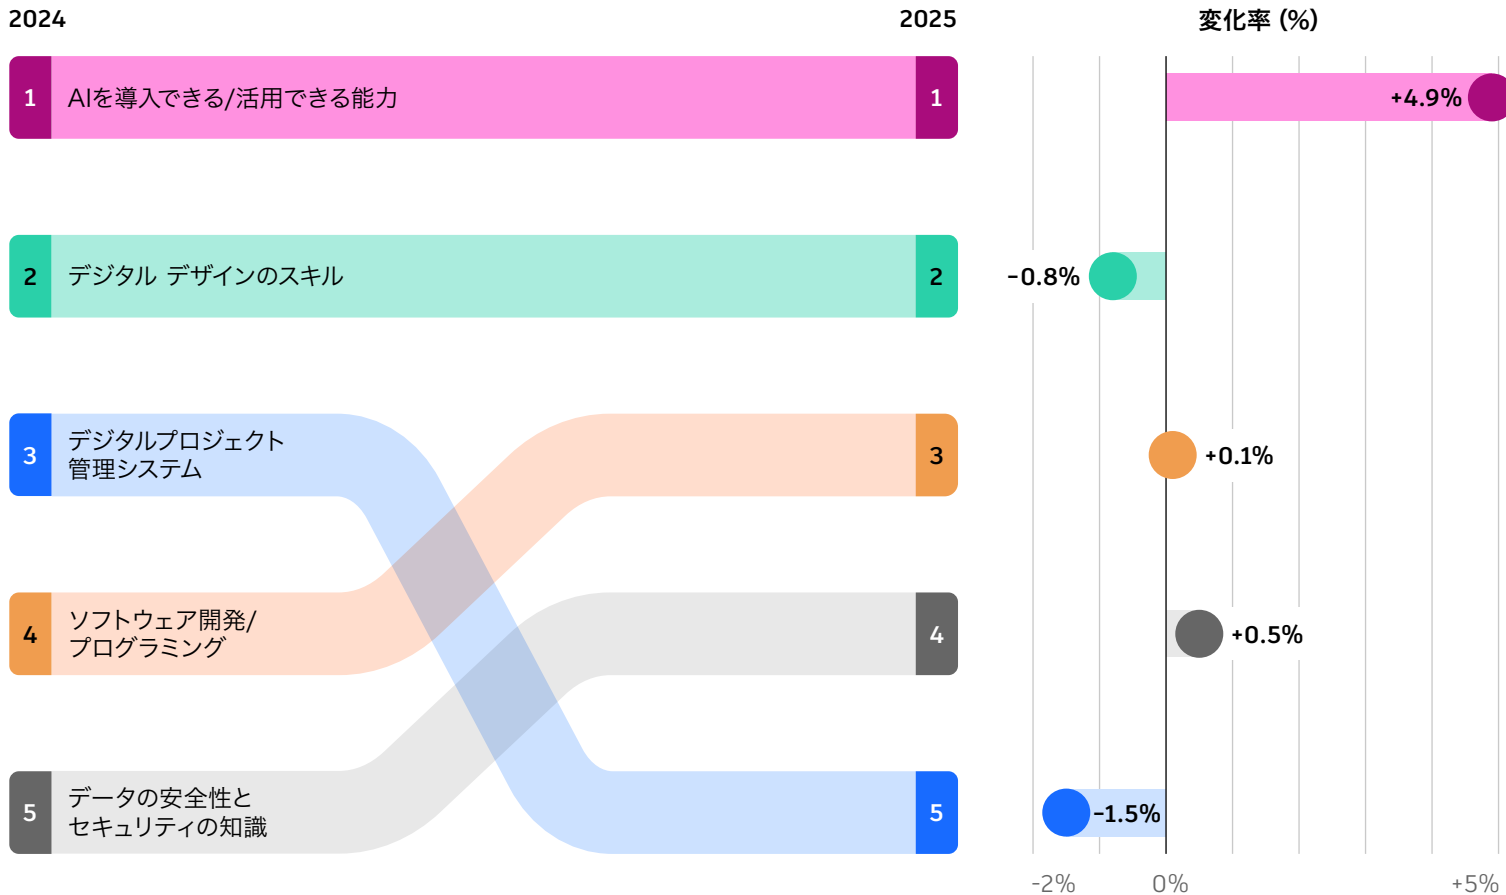 2024
2025
変化率 (%)
1
AIを導入できる/活用できる能力
1
+4.9%
2
デジタル デザインのスキル
2
-0.8%
3
デジタルプロジェクト
管理システム
3
+0.1%
4
ソフトウェア開発/
プログラミング
4
+0.5%
5
データの安全性と
セキュリティの知識
5
-1.5%
-2%
0%
+5%